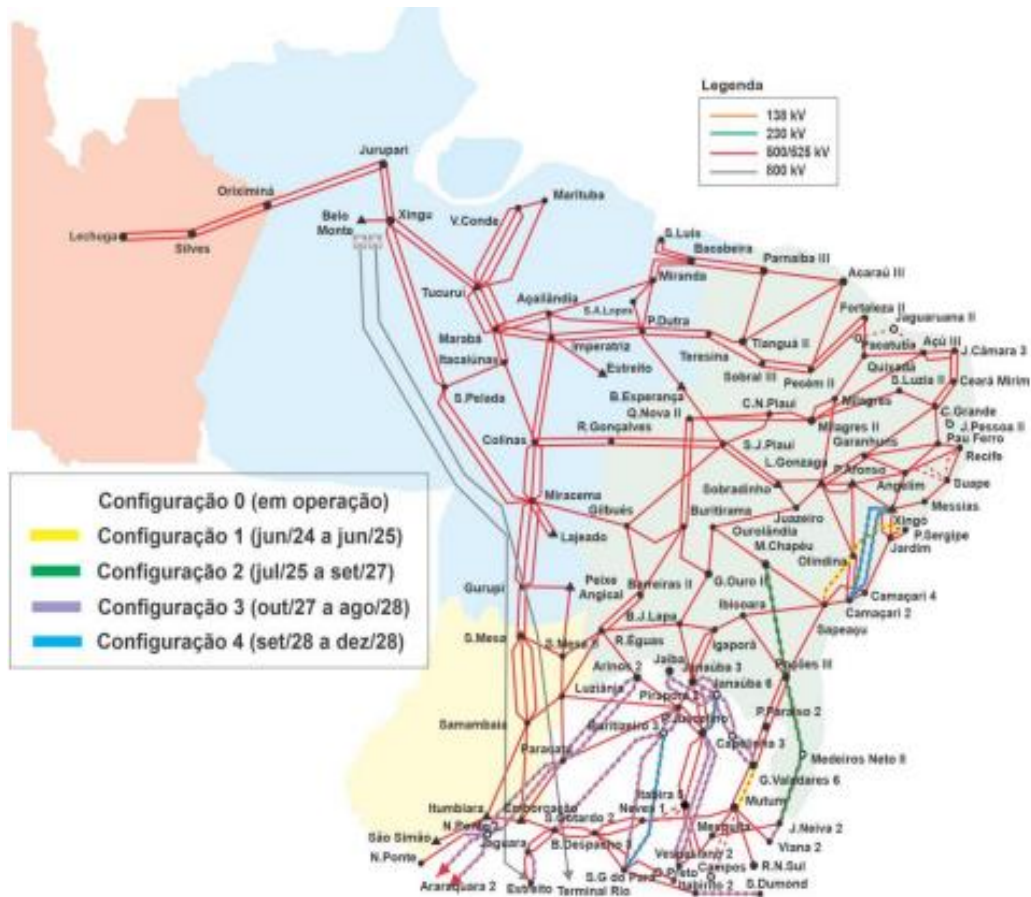 Legenda
138 kV
230 kV
500/525 kV
800 kV
Jurupari
Oriximiná
Lechuga
Silves
Belo
Monte
Xingu
V.Conde
Marituba
Tucuruí
S.Luis
Bacabeira
Parnaíba III
Acaraú III
Miranda
Açailândia
S.A.Lopes
P.Dutra
Fortaleza II
Jaguaruana II
Pacatuba
Marabá
Itacaiúnas
Imperatriz
Teresina
Tianguá II
Açú III
J.Câmara 3
Quixadá
Estreito
Sobral III
Pecém II
S.Luzia II
Ceará Mirim
S.Pelada
B.Esperança
C.N.Piauí
Milagres
Q.Nova II
C.Grande
Milagres II
J.Pessoa II
Colinas
R.Gonçalves
S.J.Piauí
Garanhuns
Pau Ferro
Recife
L.Gonzaga
P.Afonso
Sobradinho
Angelim
Suape
Miracema
Gilbués
Buritirama
Juazeiro
Messias
Ourolândia
Xingó
P.Sergipe
Lajeado
M.Chapéu
Olindina
Jardim
Configuração 0 (em operação)
Configuração 1 (jun/24 a jun/25)
Configuração 2 (jul/25 a set/27)
Configuração 3 (out/27 a ago/28)
Configuração 4 (set/28 a dez/28)
Gurupi
Peixe
Angical
Barreiras II
G.Ouro II
Camaçari 4
Camaçari 2
Ibicoara
B.J.Lapa
Sapeaçu
S.Mesa
S.Mesa II
R.Éguas
Igaporã
Arinos 2
Jaíba
Janaúba 3
Poções III
Luziânia
Janaúba 6
Pirapora 2
Samambaia
Buritizeiro 3
P.Juscelino
P.Paraíso 2
Paracatu
Capelinha 3
Medeiros Neto II
G.Valadares 6
Itabira 5
Mutum
Itumbiara
Emborcação
Neves 1
S.Gotardo 2
São Simão
Jaguara
Mesquita
J.Neiva 2
B.Despacho 3
Viana 2
N.Ponte
Vespasiano 2
Campos
R.N.Sul
Araraquara 2
Estreito
Terminal Rio
S.G do Pará
O.Preto
Itabirito 2
S.Dumond